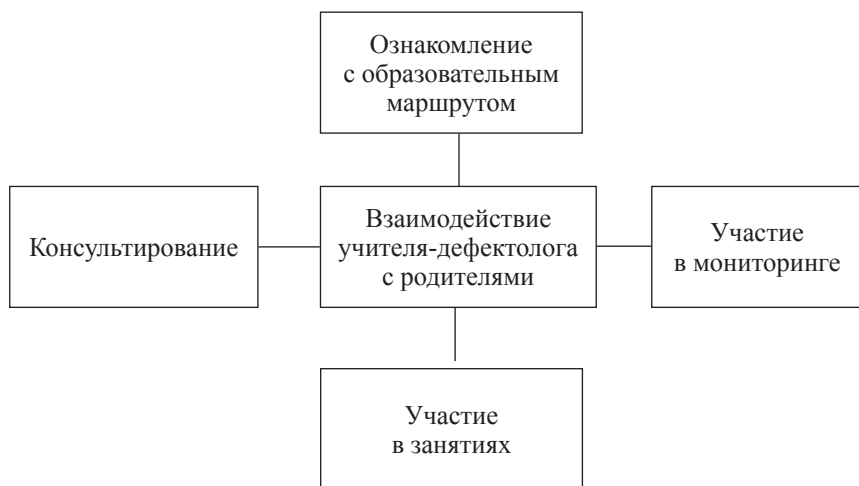 Ознакомление
с образовательным
маршрутом
Консультирование
Взаимодействие
учителя-дефектолога
с родителями
Участие
в мониторинге
Участие
в занятиях